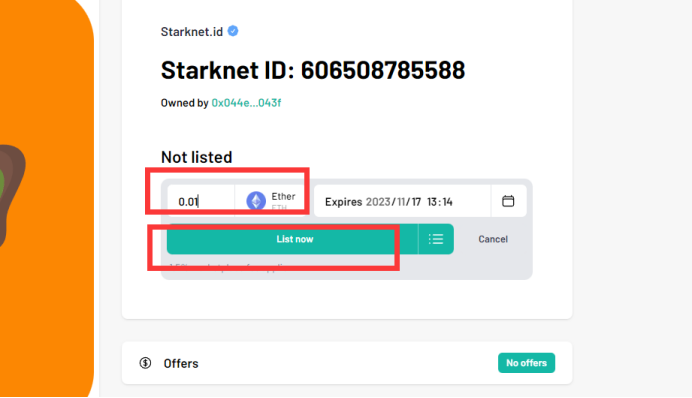 Starknet.id
Starknet ID: 606508785588
Owned by 0x044e...043f
Not listed
0.01
Ether
ETH
Expires 2023/11/17 13:14
List now
Cancel
Offers
No offers